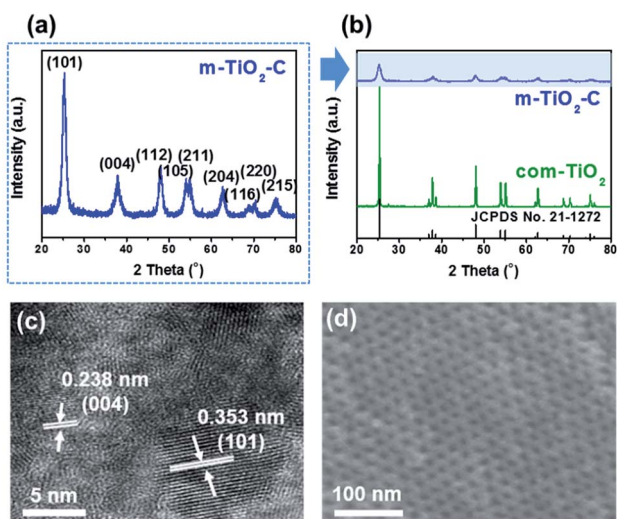 (a)
m-TiO₂-C
(101)
(004)
(112)
(105)
(211)
(204)
(116)
(220)
(215)
Intensity (a.u.)
20 30 40 50 60 70 80
2 Theta (°)
(b)
m-TiO₂-C
com-TiO₂
JCPDS No. 21-1272
Intensity (a.u.)
20 30 40 50 60 70 80
2 Theta (°)
(c)
0.238 nm
(004)
0.353 nm
(101)
5 nm
(d)
100 nm